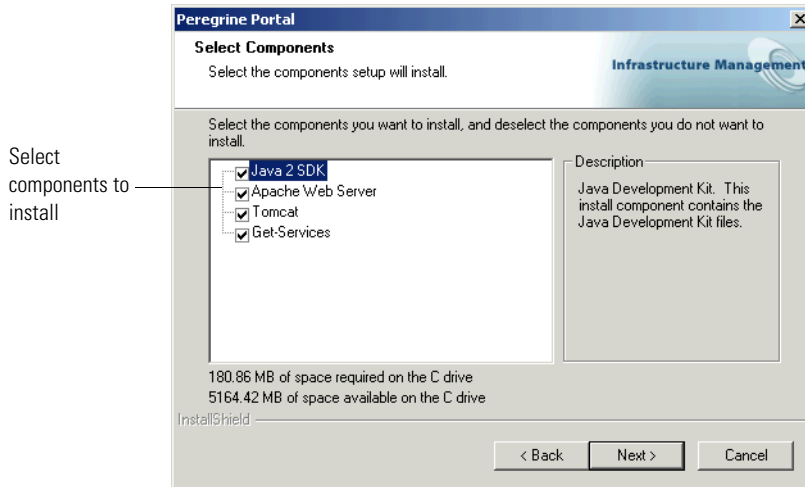 Peregrine Portal
Select Components
Select the components setup will install.
Infrastructure Management
Select the components you want to install, and deselect the components you do not want to
install.
Select
components to
install
Java 2 SDK
Apache Web Server
Tomcat
Get-Services
Description
Java Development Kit. This
install component contains the
Java Development Kit files.
180.86 MB of space required on the C drive
5164.42 MB of space available on the C drive
InstallShield
< Back
Next >
Cancel